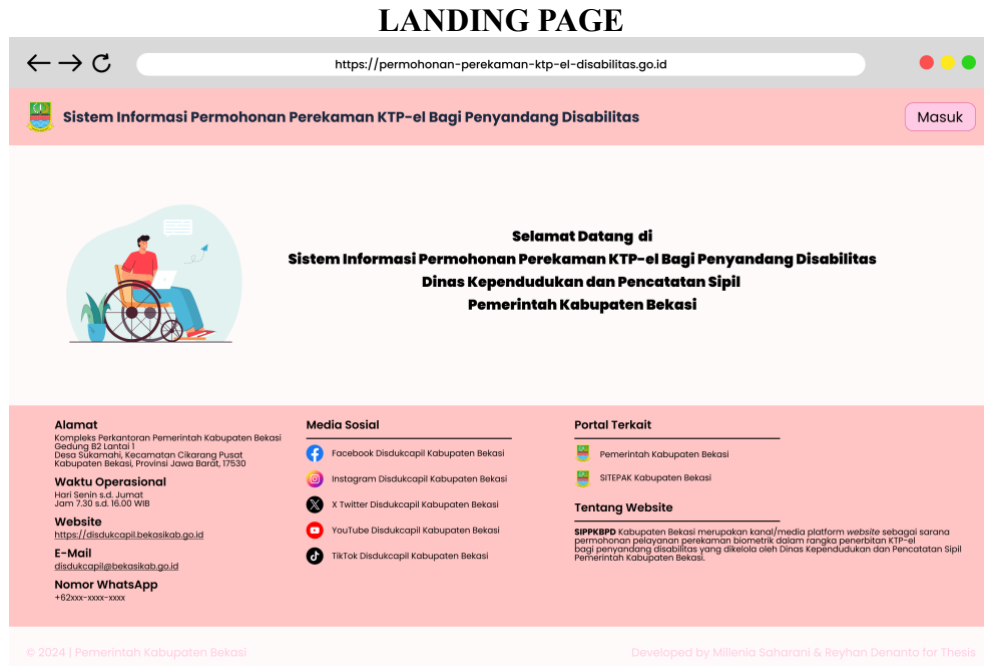 LANDING PAGE
https://permohonan-perekaman-ktp-el-disabilitas.go.id
Sistem Informasi Permohonan Perekaman KTP-el Bagi Penyandang Disabilitas
Masuk
Selamat Datang di
Sistem Informasi Permohonan Perekaman KTP-el Bagi Penyandang Disabilitas
Dinas Kependudukan dan Pencatatan Sipil
Pemerintah Kabupaten Bekasi
Alamat
Kompleks Perkantoran Pemerintah Kabupaten Bekasi
Gedung B2 Lantai 1
Desa Sukamahi, Kecamatan Cikarang Pusat
Kabupaten Bekasi, Provinsi Jawa Barat, 17530
Waktu Operasional
Hari Senin s.d. Jumat
Jam 7.30 s.d. 16.00 WIB
Website
https://disdukcapil.bekasikab.go.id
E-Mail
disdukcapil@bekasikab.go.id
Nomor WhatsApp
+62xxx-xxxx-xxxx
Media Sosial
Facebook Disdukcapil Kabupaten Bekasi
Instagram Disdukcapil Kabupaten Bekasi
X Twitter Disdukcapil Kabupaten Bekasi
YouTube Disdukcapil Kabupaten Bekasi
TikTok Disdukcapil Kabupaten Bekasi
Portal Terkait
Pemerintah Kabupaten Bekasi
SITEPAK Kabupaten Bekasi
Tentang Website
SIPPKBPD Kabupaten Bekasi merupakan kanal/media platform website sebagai sarana
permohonan pelayanan perekaman biometrik dalam rangka penerbitan KTP-el
bagi penyandang disabilitas yang dikelola oleh Dinas Kependudukan dan Pencatatan Sipil
Pemerintah Kabupaten Bekasi.
© 2024 | Pemerintah Kabupaten Bekasi
Developed by Millenia Saharani & Reyhan Denanto for Thesis